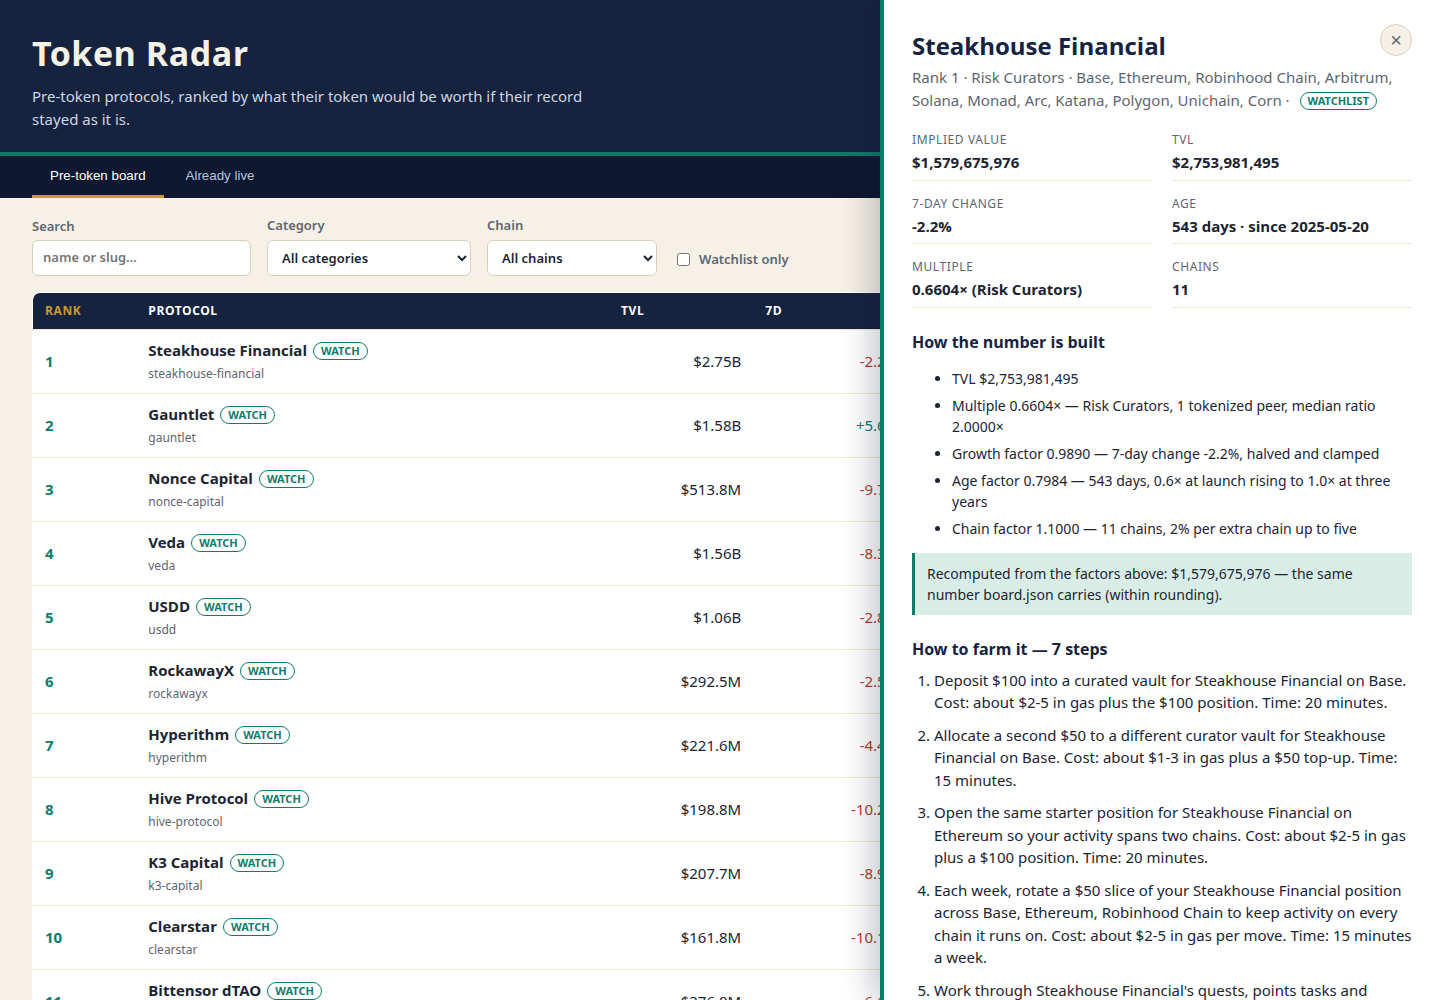 Token Radar
Pre-token protocols, ranked by what their token would be worth if their record
stayed as it is.
Pre-token board
Already live
Search
Category
Chain
name or slug...
All categories
All chains
Watchlist only
RANK PROTOCOL TVL 7D
1 Steakhouse Financial WATCH $2.75B
steakhouse-financial
2 Gauntlet WATCH $1.58B
gauntlet
3 Nonce Capital WATCH $513.8M
nonce-capital
4 Veda WATCH $1.56B
veda
5 USDD WATCH $1.06B
usdd
6 RockawayX WATCH $292.5M
rockawayx
7 Hyperithm WATCH $221.6M
hyperithm
8 Hive Protocol WATCH $198.8M
hive-protocol
9 K3 Capital WATCH $207.7M
k3-capital
10 Clearstar WATCH $161.8M
clearstar
Bittensor dTAO WATCH
Steakhouse Financial
×
Rank 1 · Risk Curators · Base, Ethereum, Robinhood Chain, Arbitrum,
Solana, Monad, Arc, Katana, Polygon, Unichain, Corn · WATCHLIST
IMPLIED VALUE
$1,579,675,976
TVL
$2,753,981,495
7-DAY CHANGE
-2.2%
AGE
543 days · since 2025-05-20
MULTIPLE
0.6604× (Risk Curators)
CHAINS
11
How the number is built
• TVL $2,753,981,495
• Multiple 0.6604× — Risk Curators, 1 tokenized peer, median ratio
2.0000×
• Growth factor 0.9890 — 7-day change -2.2%, halved and clamped
• Age factor 0.7984 — 543 days, 0.6× at launch rising to 1.0× at three
years
• Chain factor 1.1000 — 11 chains, 2% per extra chain up to five
Recomputed from the factors above: $1,579,675,976 — the same
number board.json carries (within rounding).
How to farm it — 7 steps
1. Deposit $100 into a curated vault for Steakhouse Financial on Base.
Cost: about $2-5 in gas plus the $100 position. Time: 20 minutes.
2. Allocate a second $50 to a different curator vault for Steakhouse
Financial on Base. Cost: about $1-3 in gas plus a $50 top-up. Time:
15 minutes.
3. Open the same starter position for Steakhouse Financial on
Ethereum so your activity spans two chains. Cost: about $2-5 in gas
plus a $100 position. Time: 20 minutes.
4. Each week, rotate a $50 slice of your Steakhouse Financial position
across Base, Ethereum, Robinhood Chain to keep activity on every
chain it runs on. Cost: about $2-5 in gas per move. Time: 15 minutes
a week.
5. Work through Steakhouse Financial's quests, points tasks and